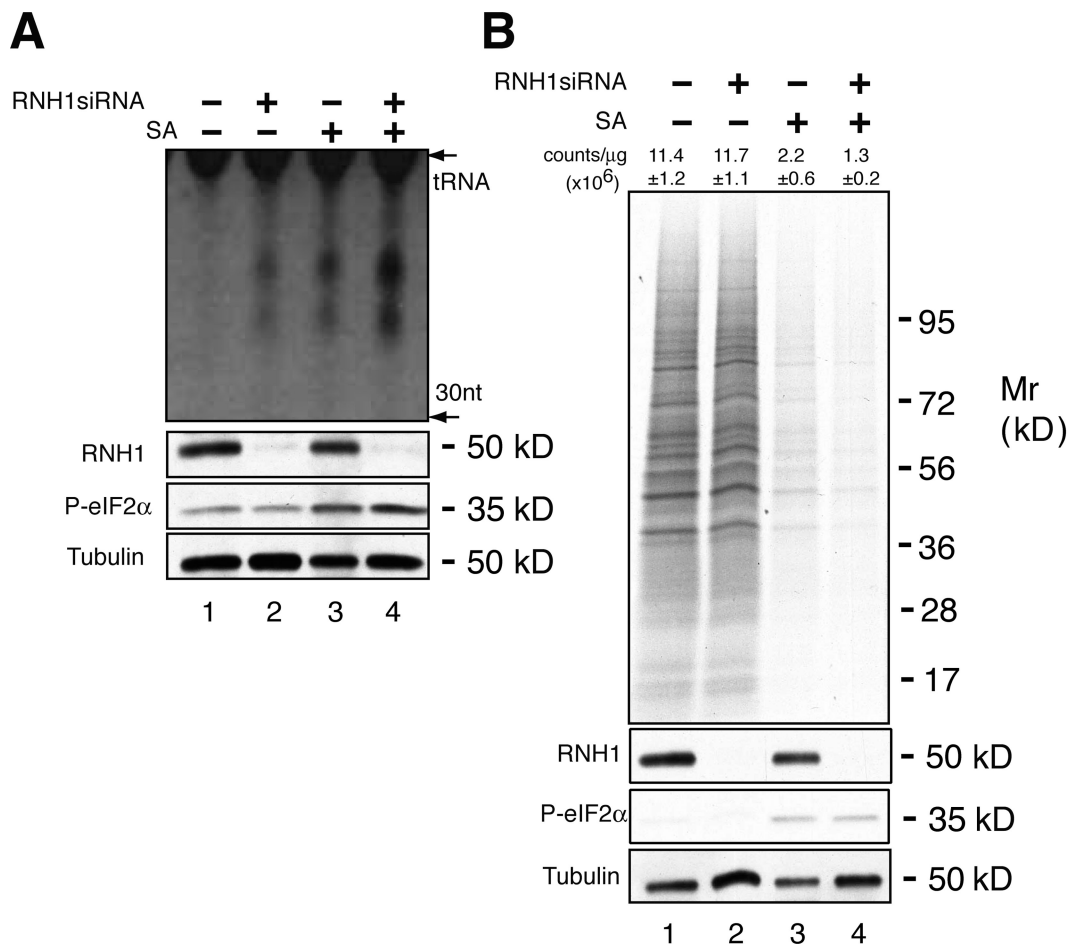 A
RNH1siRNA − + − +
SA − − + +
tRNA
30nt
RNH1 - 50 kD
P-eIF2α - 35 kD
Tubulin - 50 kD
1 2 3 4
B
RNH1siRNA − + − +
SA − − + +
counts/µg 11.4 11.7 2.2 1.3
(x10⁶) ±1.2 ±1.1 ±0.6 ±0.2
- 95
- 72
- 56
- 36
- 28
- 17
Mr
(kD)
RNH1 - 50 kD
P-eIF2α - 35 kD
Tubulin - 50 kD
1 2 3 4